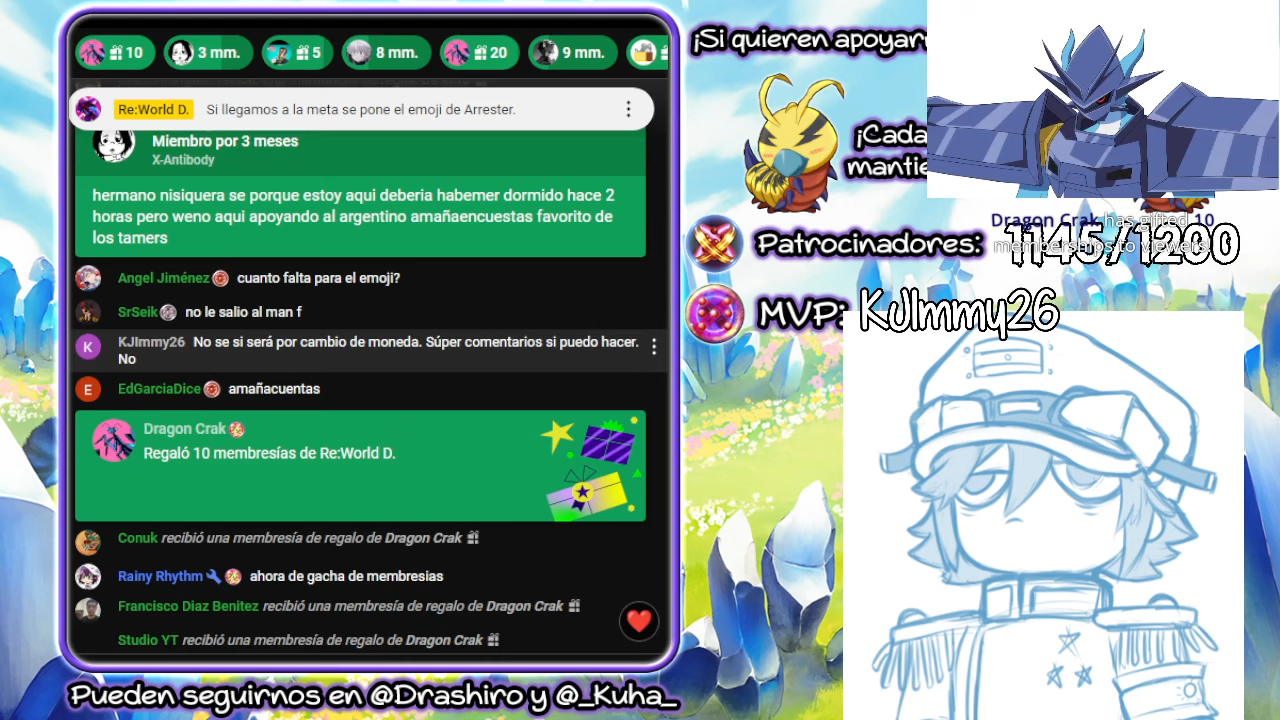 10
3 mm.
5
8 mm.
20
9 mm.
Re:World D. Si llegamos a la meta se pone el emoji de Arrester.
Miembro por 3 meses
X-Antibody
hermano nisiquera se porque estoy aqui deberia habemer dormido hace 2
horas pero weno aqui apoyando al argentino amañaencuestas favorito de
los tamers
Angel Jiménez cuanto falta para el emoji?
SrSeik no le salio al man f
K KJImmy26 No se si será por cambio de moneda. Súper comentarios si puedo hacer.
No
E EdGarciaDice amañacuentas
Dragon Crak
Regaló 10 membresías de Re:World D.
Conuk recibió una membresía de regalo de Dragon Crak
Rainy Rhythm ahora de gacha de membresias
Francisco Diaz Benitez recibió una membresía de regalo de Dragon Crak
Studio YT recibió una membresía de regalo de Dragon Crak
Pueden seguirnos en @Drashiro y @_Kuha_
¡Si quieren apoyar
¡Cada
mantie
Dragon Crak has gifted 10
memberships to viewers!
Patrocinadores: 1145/1200
MVP: KJImmy26